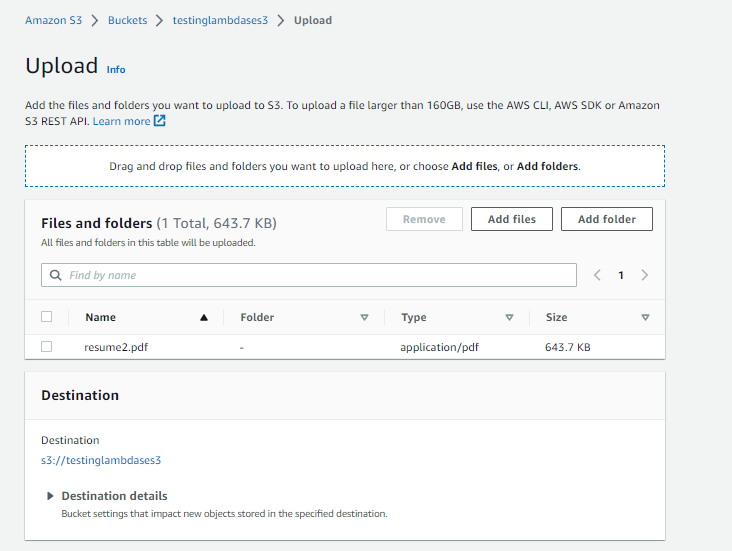 Amazon S3 > Buckets > testinglambdases3 > Upload
Upload Info
Add the files and folders you want to upload to S3. To upload a file larger than 160GB, use the AWS CLI, AWS SDK or Amazon
S3 REST API. Learn more
Drag and drop files and folders you want to upload here, or choose Add files, or Add folders.
Files and folders (1 Total, 643.7 KB)
Remove Add files Add folder
All files and folders in this table will be uploaded.
Find by name
< 1 >
Name Folder Type Size
resume2.pdf - application/pdf 643.7 KB
Destination
Destination
s3://testinglambdases3
Destination details
Bucket settings that impact new objects stored in the specified destination.